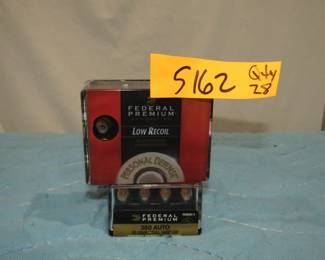 5162 Qty
28
FEDERAL
PREMIUM
LOW RECOIL
PERSONAL DEFENSE
FEDERAL
PREMIUM
380 AUTO